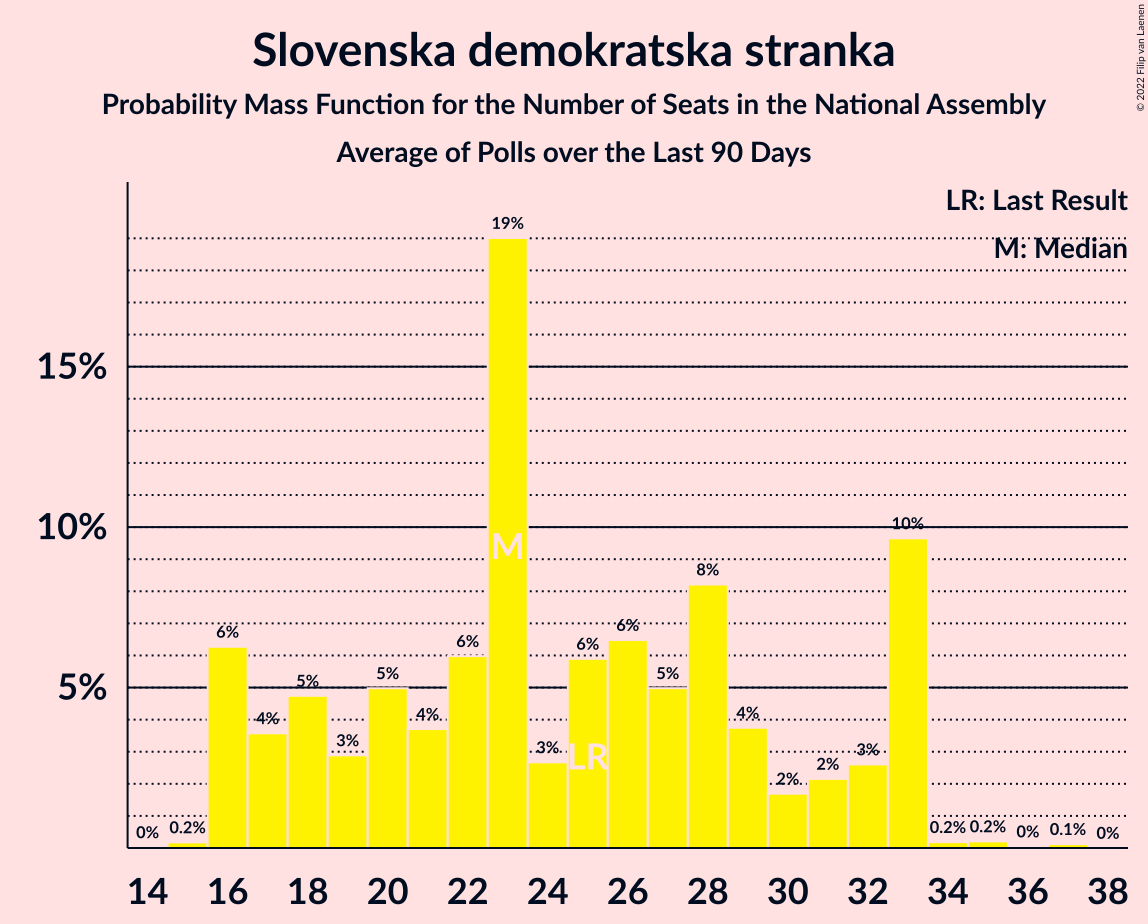 Slovenska demokratska stranka
Probability Mass Function for the Number of Seats in the National Assembly
Average of Polls over the Last 90 Days
© 2022 Filip van Laenen
LR: Last Result
M: Median
15%
10%
5%
0% 0.2% 6% 4% 5% 3% 5% 4% 6% 19% 3% 6% 6% 5% 8% 4% 2% 2% 3% 10% 0.2% 0.2% 0% 0.1% 0%
M
LR
14 16 18 20 22 24 26 28 30 32 34 36 38